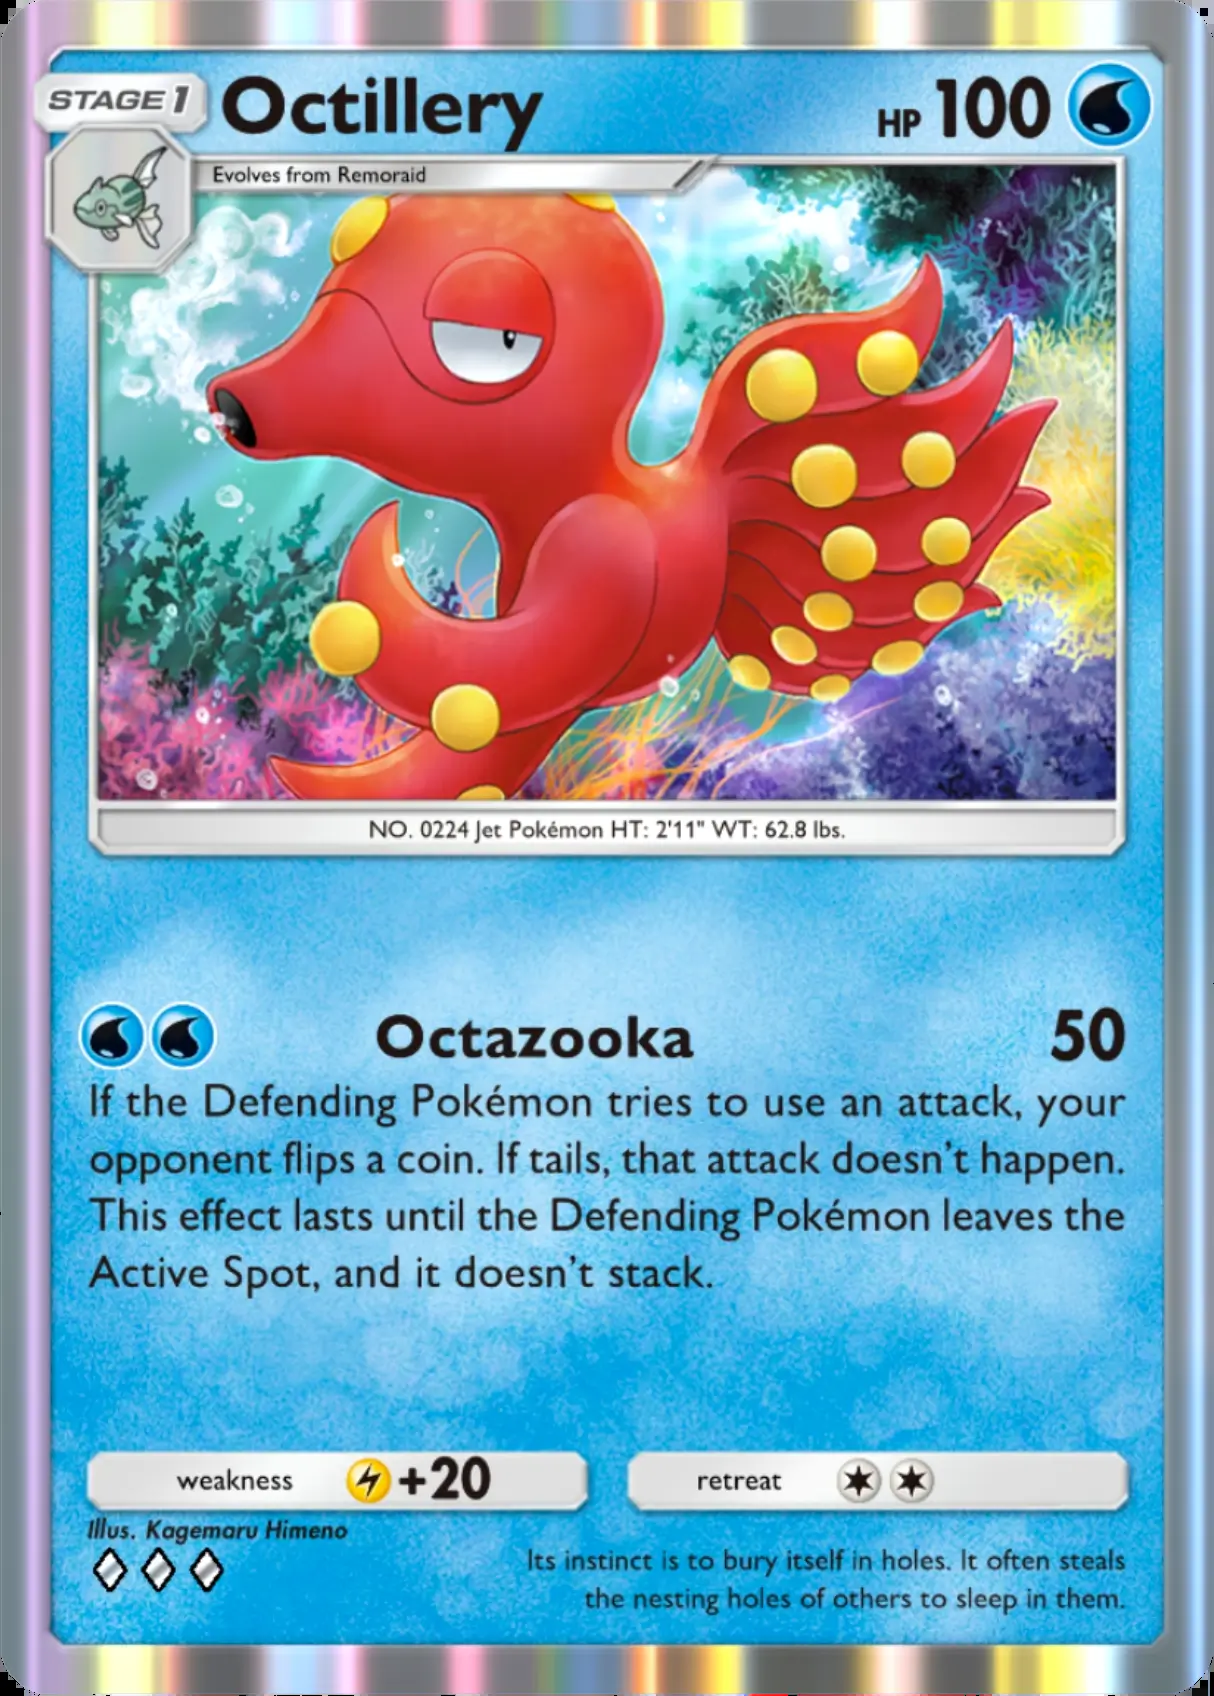 STAGE 1
Octillery
HP 100
Evolves from Remoraid
NO. 0224 Jet Pokémon HT: 2'11" WT: 62.8 lbs.
Octazooka 50
If the Defending Pokémon tries to use an attack, your
opponent flips a coin. If tails, that attack doesn't happen.
This effect lasts until the Defending Pokémon leaves the
Active Spot, and it doesn't stack.
weakness +20
retreat
Illus. Kagemaru Himeno
Its instinct is to bury itself in holes. It often steals
the nesting holes of others to sleep in them.